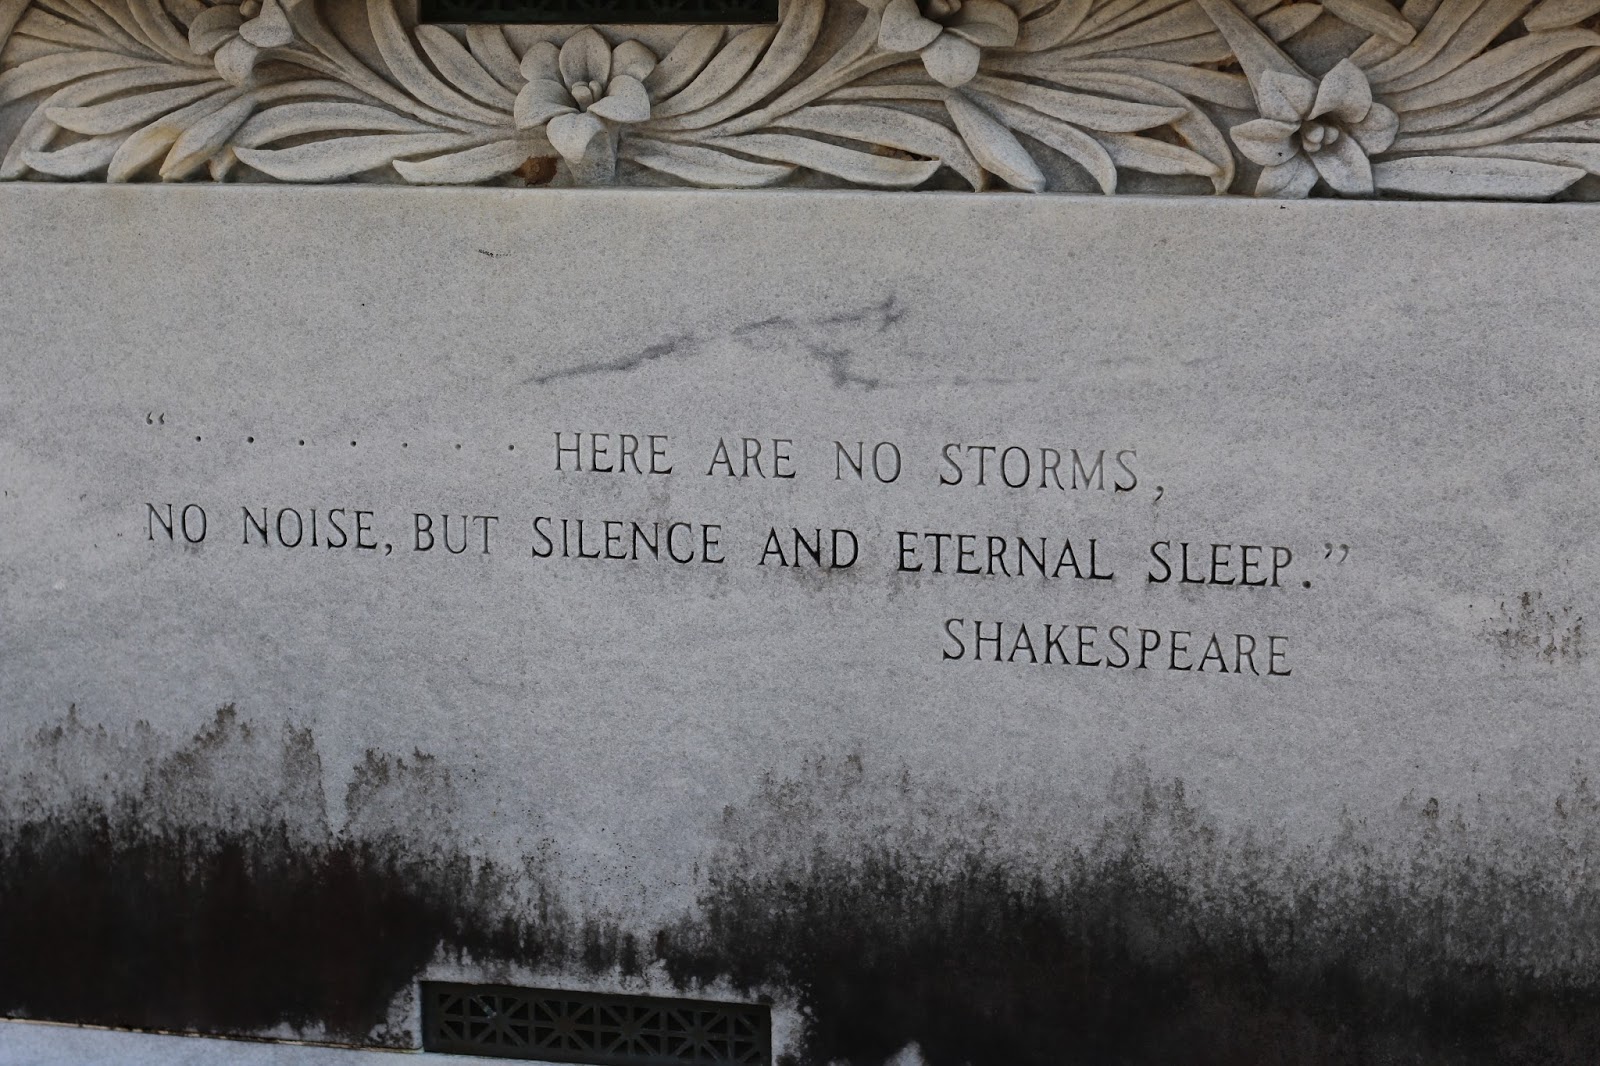 “ . . . . . . . HERE ARE NO STORMS,
NO NOISE, BUT SILENCE AND ETERNAL SLEEP.”
SHAKESPEARE